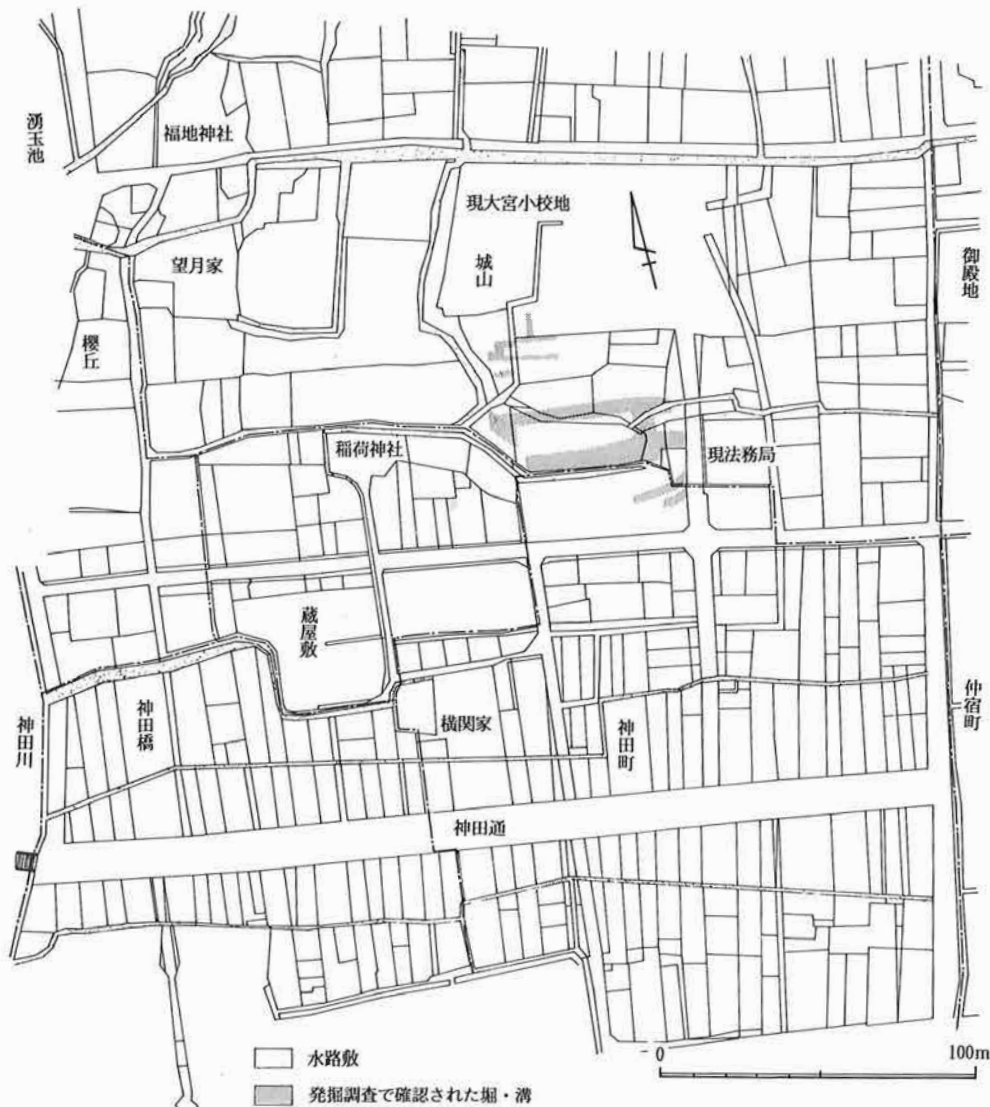 湧玉池
福地神社
現大宮小校地
城山
望月家
御殿地
櫻丘
稲荷神社
現法務局
蔵屋敷
仲宿町
神田川
神田橋
横関家
神田町
神田通
0 100m
水路敷
発掘調査で確認された堀・溝